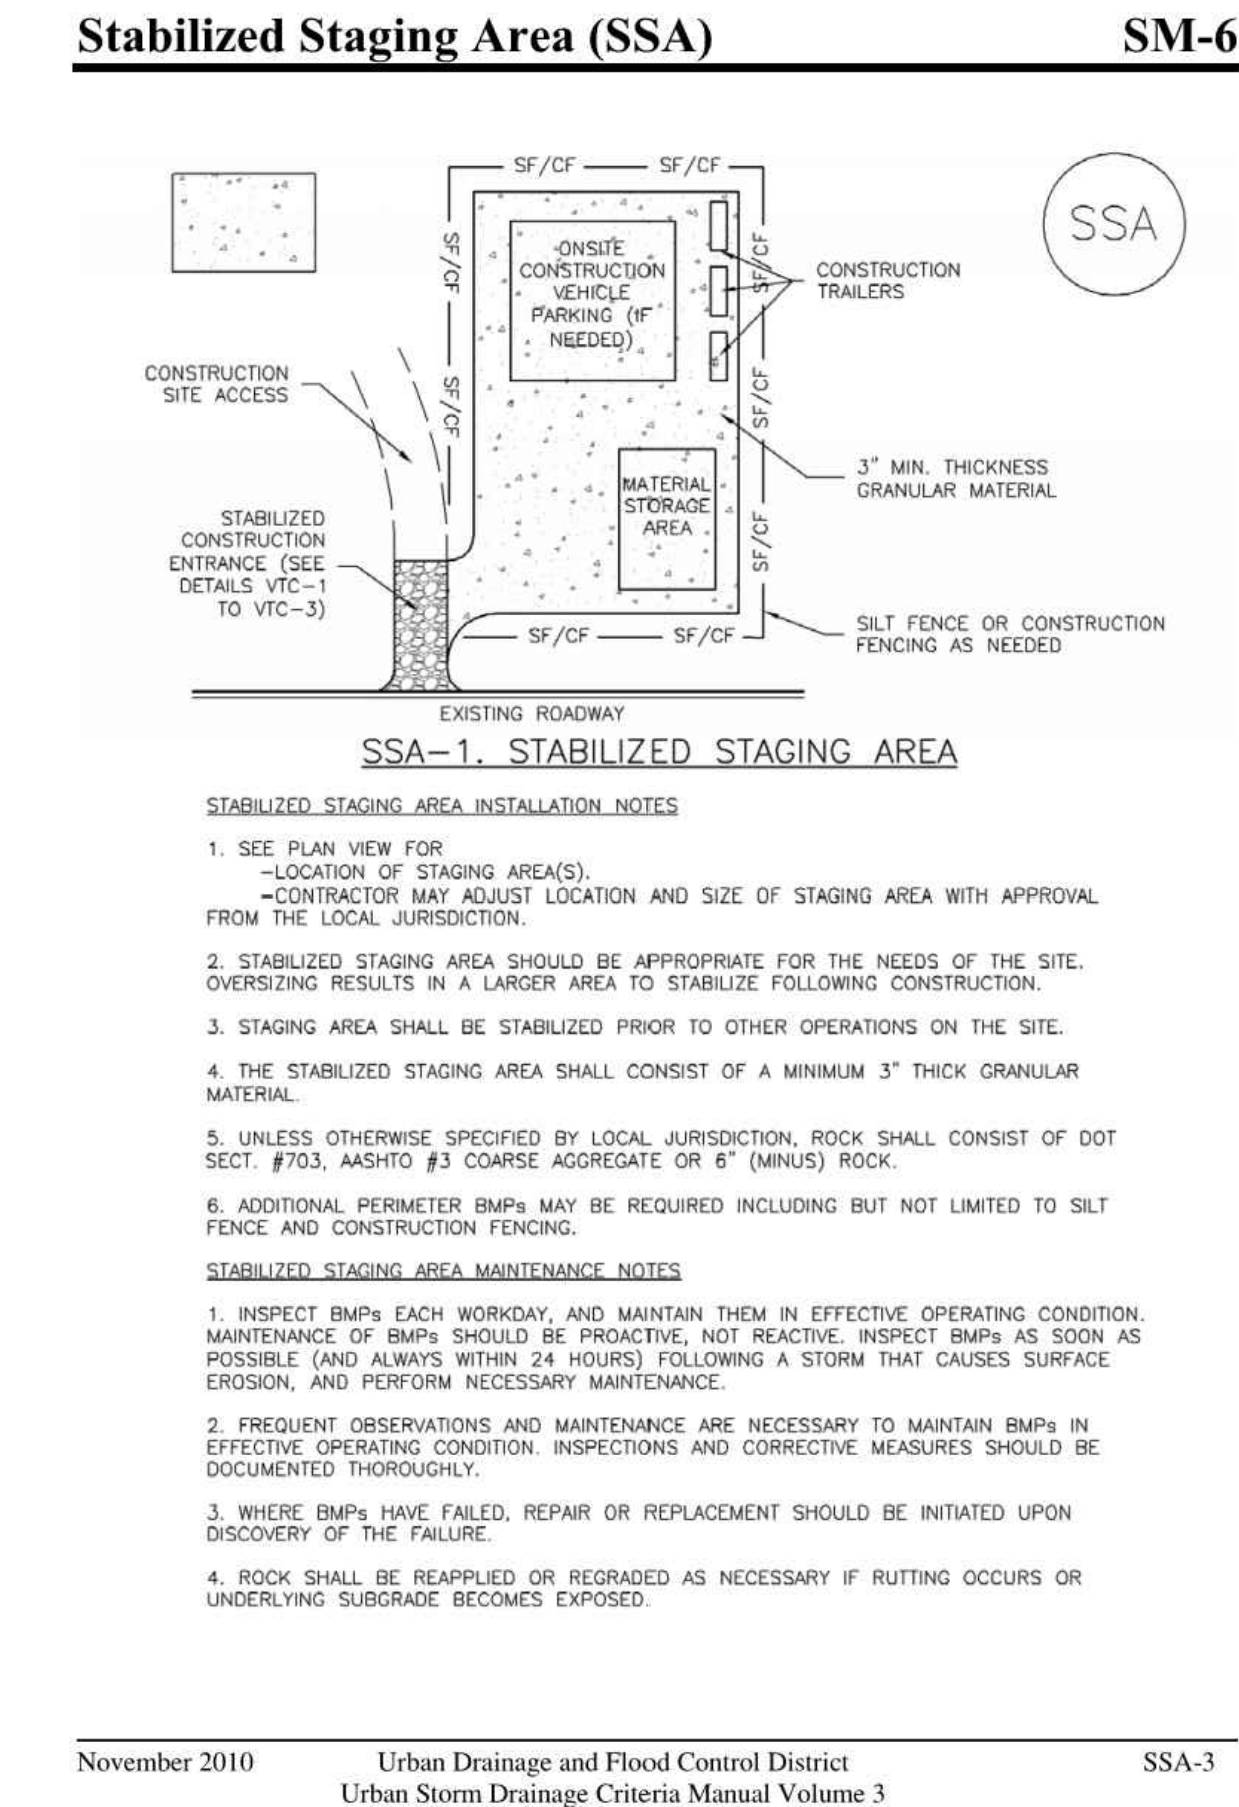 Stabilized Staging Area (SSA) SM-6
SF/CF SF/CF
SSA
SF/CF
SF/CF
ONSITE
CONSTRUCTION
VEHICLE
PARKING (IF
NEEDED)
CONSTRUCTION
TRAILERS
CONSTRUCTION
SITE ACCESS
SF/CF
SF/CF
3" MIN. THICKNESS
GRANULAR MATERIAL
MATERIAL
STORAGE
AREA
STABILIZED
CONSTRUCTION
ENTRANCE (SEE
DETAILS VTC-1
TO VTC-3)
SF/CF
SILT FENCE OR CONSTRUCTION
FENCING AS NEEDED
SF/CF SF/CF
EXISTING ROADWAY
SSA-1. STABILIZED STAGING AREA
STABILIZED STAGING AREA INSTALLATION NOTES
1. SEE PLAN VIEW FOR
-LOCATION OF STAGING AREA(S).
-CONTRACTOR MAY ADJUST LOCATION AND SIZE OF STAGING AREA WITH APPROVAL
FROM THE LOCAL JURISDICTION.
2. STABILIZED STAGING AREA SHOULD BE APPROPRIATE FOR THE NEEDS OF THE SITE.
OVERSIZING RESULTS IN A LARGER AREA TO STABILIZE FOLLOWING CONSTRUCTION.
3. STAGING AREA SHALL BE STABILIZED PRIOR TO OTHER OPERATIONS ON THE SITE.
4. THE STABILIZED STAGING AREA SHALL CONSIST OF A MINIMUM 3" THICK GRANULAR
MATERIAL.
5. UNLESS OTHERWISE SPECIFIED BY LOCAL JURISDICTION, ROCK SHALL CONSIST OF DOT
SECT. #703, AASHTO #3 COARSE AGGREGATE OR 6" (MINUS) ROCK.
6. ADDITIONAL PERIMETER BMPs MAY BE REQUIRED INCLUDING BUT NOT LIMITED TO SILT
FENCE AND CONSTRUCTION FENCING.
STABILIZED STAGING AREA MAINTENANCE NOTES
1. INSPECT BMPs EACH WORKDAY, AND MAINTAIN THEM IN EFFECTIVE OPERATING CONDITION.
MAINTENANCE OF BMPs SHOULD BE PROACTIVE, NOT REACTIVE. INSPECT BMPs AS SOON AS
POSSIBLE (AND ALWAYS WITHIN 24 HOURS) FOLLOWING A STORM THAT CAUSES SURFACE
EROSION, AND PERFORM NECESSARY MAINTENANCE.
2. FREQUENT OBSERVATIONS AND MAINTENANCE ARE NECESSARY TO MAINTAIN BMPs IN
EFFECTIVE OPERATING CONDITION. INSPECTIONS AND CORRECTIVE MEASURES SHOULD BE
DOCUMENTED THOROUGHLY.
3. WHERE BMPs HAVE FAILED, REPAIR OR REPLACEMENT SHOULD BE INITIATED UPON
DISCOVERY OF THE FAILURE.
4. ROCK SHALL BE REAPPLIED OR REGRADED AS NECESSARY IF RUTTING OCCURS OR
UNDERLYING SUBGRADE BECOMES EXPOSED.
November 2010 Urban Drainage and Flood Control District SSA-3
Urban Storm Drainage Criteria Manual Volume 3